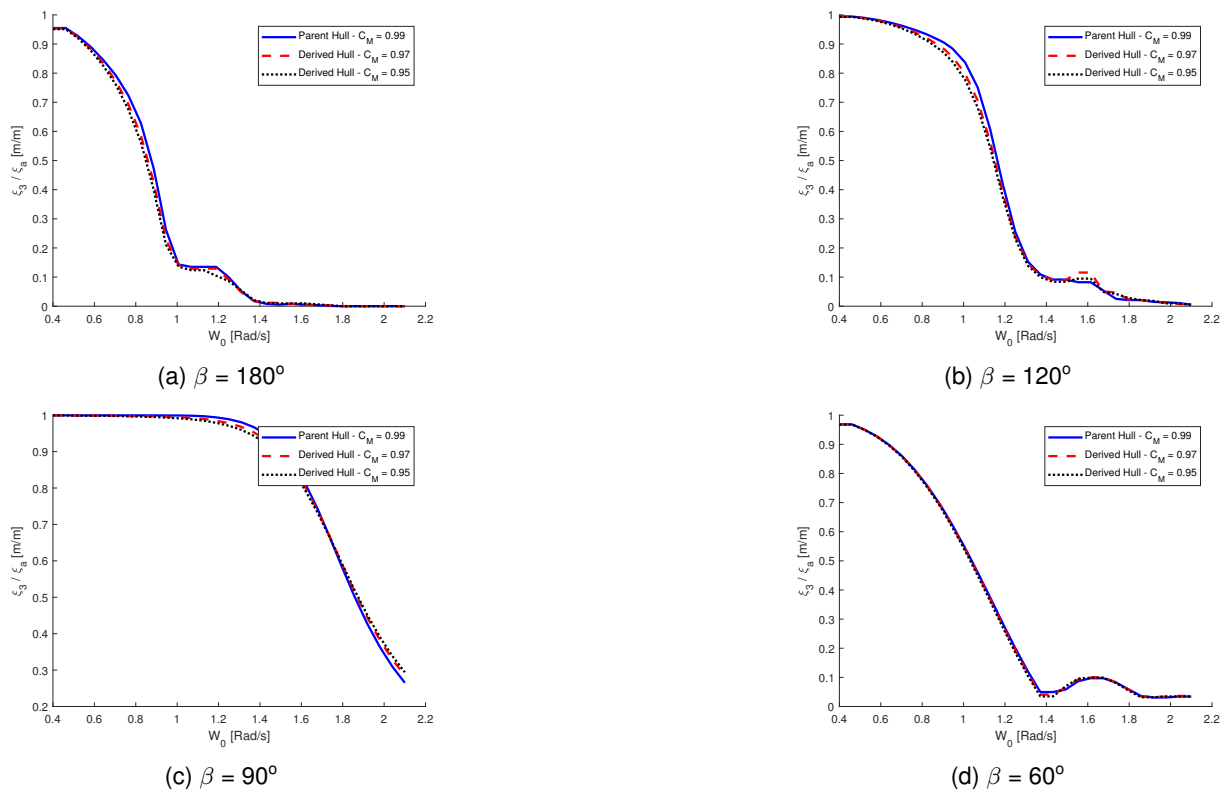 1
0.9
0.8
0.7
0.6
0.5
0.4
0.3
0.2
0.1
0
ξ3 / ξa [m/m]
Parent Hull - CM = 0.99
Derived Hull - CM = 0.97
Derived Hull - CM = 0.95
0.4 0.6 0.8 1 1.2 1.4 1.6 1.8 2 2.2
W0 [Rad/s]
(a) β = 180º
1
0.9
0.8
0.7
0.6
0.5
0.4
0.3
0.2
0.1
0
ξ3 / ξa [m/m]
Parent Hull - CM = 0.99
Derived Hull - CM = 0.97
Derived Hull - CM = 0.95
0.4 0.6 0.8 1 1.2 1.4 1.6 1.8 2 2.2
W0 [Rad/s]
(b) β = 120º
1
0.9
0.8
0.7
0.6
0.5
0.4
0.3
0.2
ξ3 / ξa [m/m]
Parent Hull - CM = 0.99
Derived Hull - CM = 0.97
Derived Hull - CM = 0.95
0.4 0.6 0.8 1 1.2 1.4 1.6 1.8 2 2.2
W0 [Rad/s]
(c) β = 90º
1
0.9
0.8
0.7
0.6
0.5
0.4
0.3
0.2
0.1
0
ξ3 / ξa [m/m]
Parent Hull - CM = 0.99
Derived Hull - CM = 0.97
Derived Hull - CM = 0.95
0.4 0.6 0.8 1 1.2 1.4 1.6 1.8 2 2.2
W0 [Rad/s]
(d) β = 60º